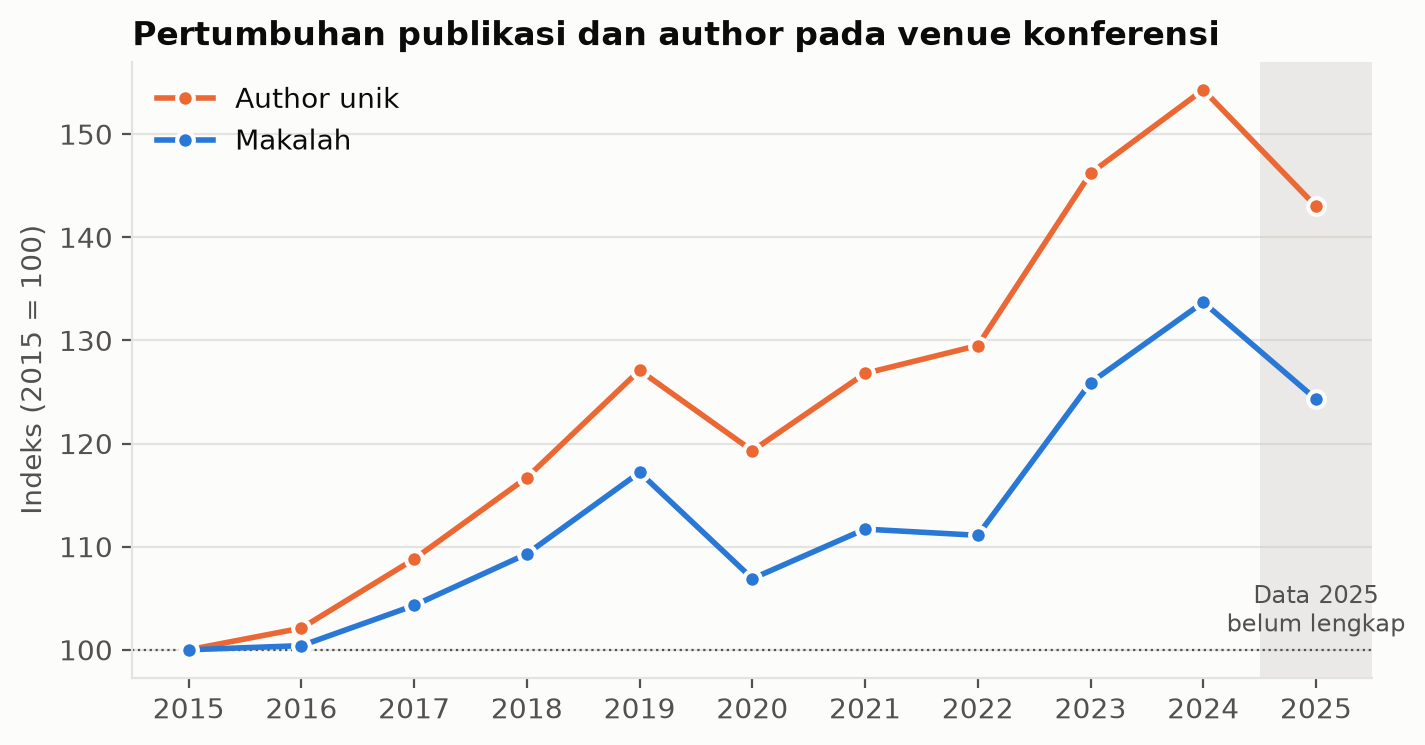 Pertumbuhan publikasi dan author pada venue konferensi
Author unik
Makalah
Indeks (2015 = 100)
150
140
130
120
110
100
Data 2025
belum lengkap
2015 2016 2017 2018 2019 2020 2021 2022 2023 2024 2025